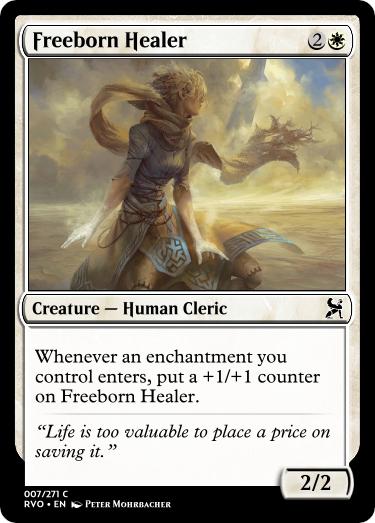 Freeborn Healer 2
Creature — Human Cleric
Whenever an enchantment you
control enters, put a +1/+1 counter
on Freeborn Healer.
“Life is too valuable to place a price on
saving it.”
2/2
007/271 C
RVO • EN Peter Mohrbacher